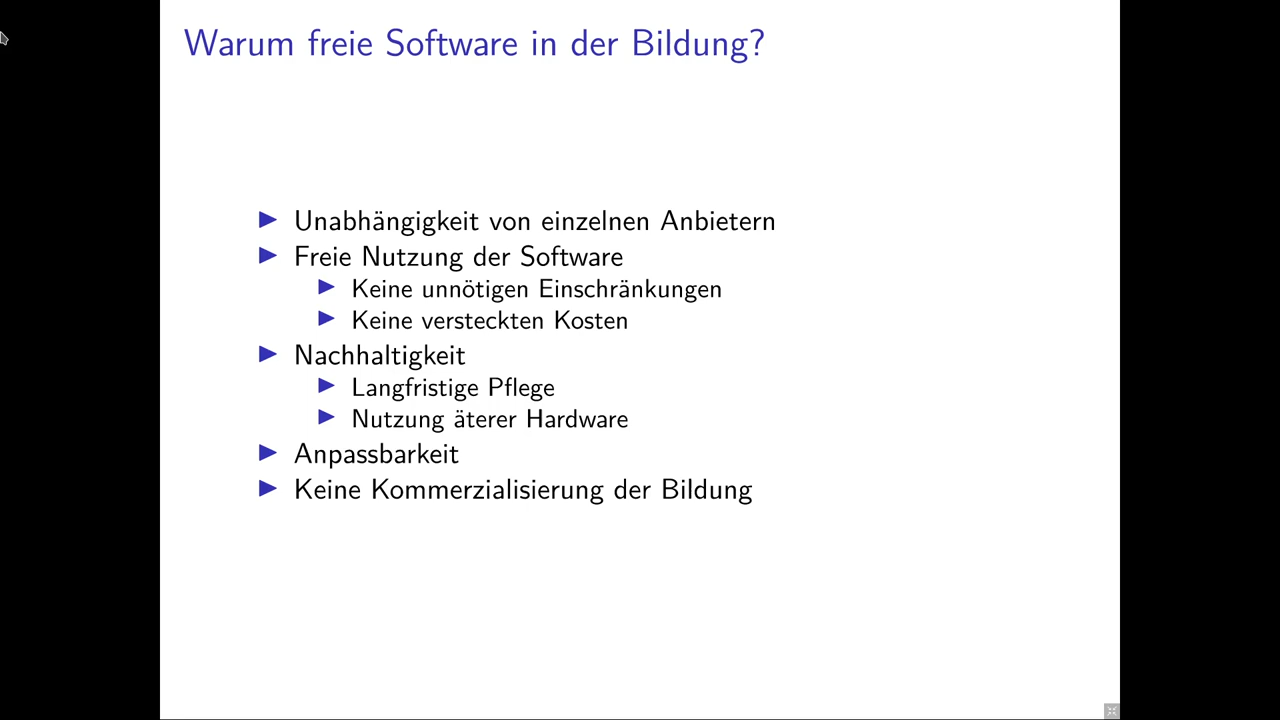 Warum freie Software in der Bildung?
Unabhängigkeit von einzelnen Anbietern
Freie Nutzung der Software
Keine unnötigen Einschränkungen
Keine versteckten Kosten
Nachhaltigkeit
Langfristige Pflege
Nutzung äterer Hardware
Anpassbarkeit
Keine Kommerzialisierung der Bildung